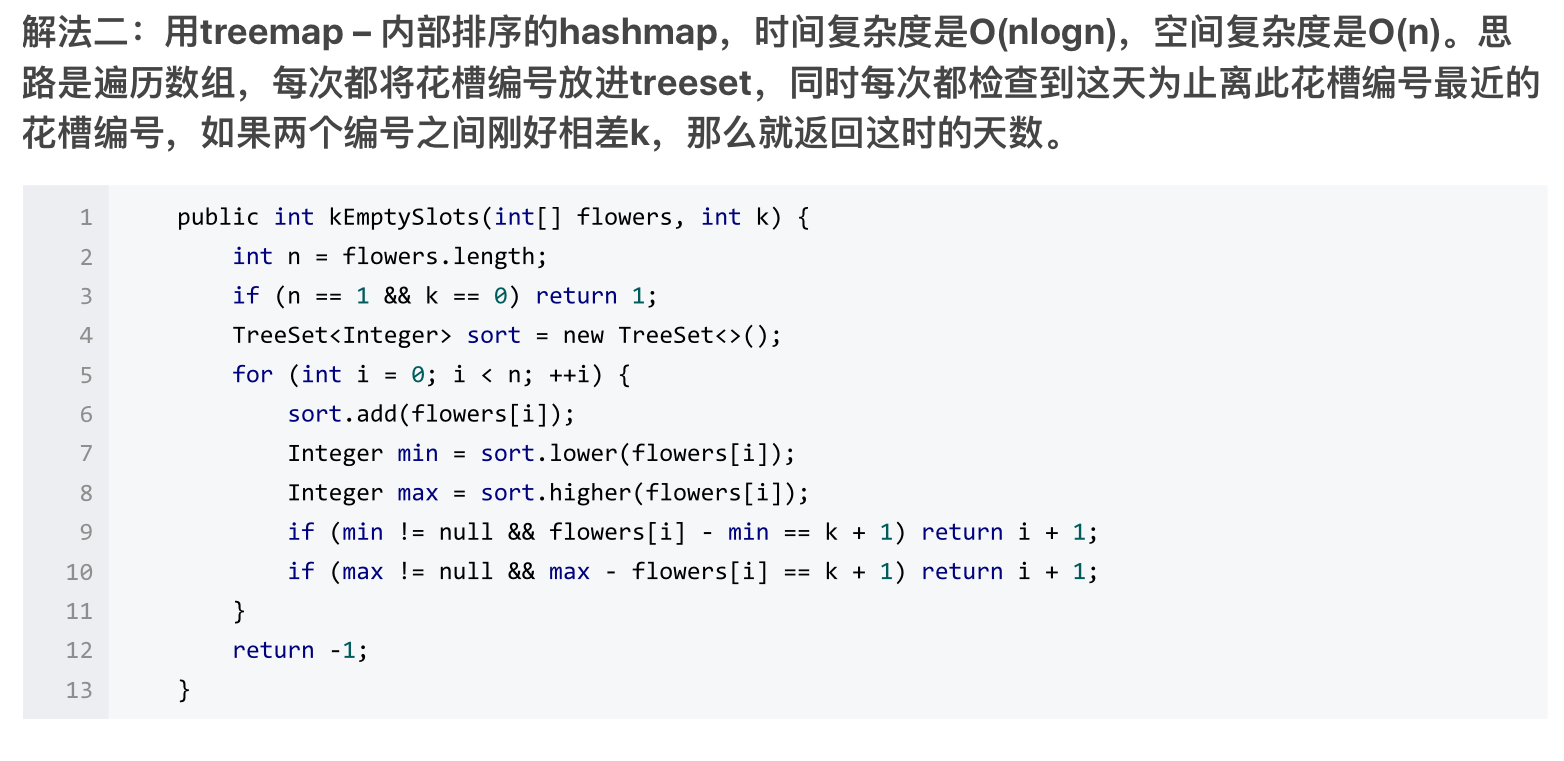 解法二：用treemap – 内部排序的hashmap，时间复杂度是O(nlogn)，空间复杂度是O(n)。思
路是遍历数组，每次都将花槽编号放进treeset，同时每次都检查到这天为止离此花槽编号最近的
花槽编号，如果两个编号之间刚好相差k，那么就返回这时的天数。
1 public int kEmptySlots(int[] flowers, int k) {
2 int n = flowers.length;
3 if (n == 1 && k == 0) return 1;
4 TreeSet<Integer> sort = new TreeSet<>();
5 for (int i = 0; i < n; ++i) {
6 sort.add(flowers[i]);
7 Integer min = sort.lower(flowers[i]);
8 Integer max = sort.higher(flowers[i]);
9 if (min != null && flowers[i] - min == k + 1) return i + 1;
10 if (max != null && max - flowers[i] == k + 1) return i + 1;
11 }
12 return -1;
13 }